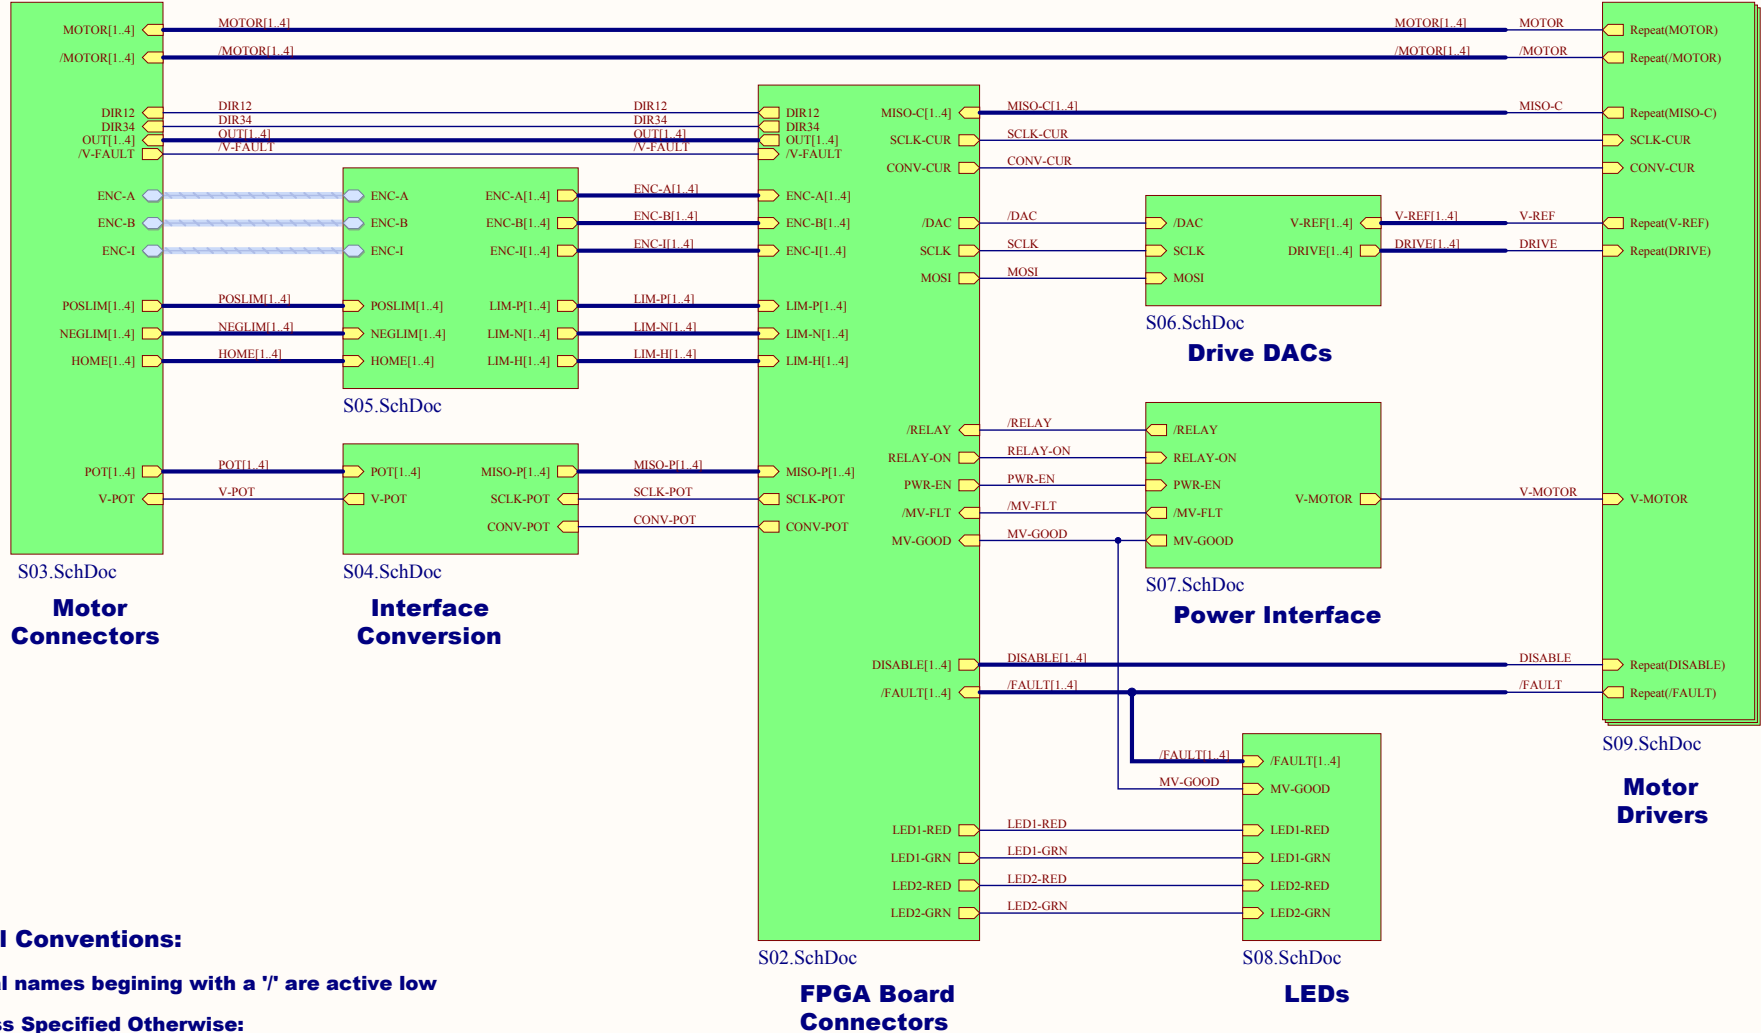 MOTOR[1..4] MOTOR[1..4] MOTOR[1..4] MOTOR Repeat(MOTOR)
/MOTOR[1..4] /MOTOR[1..4] /MOTOR[1..4] /MOTOR Repeat(/MOTOR)
DIR12 DIR12 DIR12 DIR12 MISO-C[1..4] MISO-C[1..4] MISO-C Repeat(MISO-C)
DIR34 DIR34 DIR34 DIR34
OUT[1..4] OUT[1..4] OUT[1..4] OUT[1..4] SCLK-CUR SCLK-CUR SCLK-CUR
/V-FAULT /V-FAULT /V-FAULT /V-FAULT
CONV-CUR CONV-CUR CONV-CUR
ENC-A ENC-A ENC-A[1..4] ENC-A[1..4] ENC-A[1..4]
ENC-B ENC-B ENC-B[1..4] ENC-B[1..4] ENC-B[1..4] /DAC /DAC /DAC V-REF[1..4] V-REF[1..4] V-REF Repeat(V-REF)
ENC-I ENC-I ENC-I[1..4] ENC-I[1..4] ENC-I[1..4] SCLK SCLK SCLK DRIVE[1..4] DRIVE[1..4] DRIVE Repeat(DRIVE)
MOSI MOSI MOSI
POSLIM[1..4] POSLIM[1..4] POSLIM[1..4] LIM-P[1..4] LIM-P[1..4] LIM-P[1..4]
S06.SchDoc
NEGLIM[1..4] NEGLIM[1..4] NEGLIM[1..4] LIM-N[1..4] LIM-N[1..4] LIM-N[1..4]
Drive DACs
HOME[1..4] HOME[1..4] HOME[1..4] LIM-H[1..4] LIM-H[1..4] LIM-H[1..4]
S05.SchDoc
/RELAY /RELAY /RELAY
RELAY-ON RELAY-ON RELAY-ON
POT[1..4] POT[1..4] POT[1..4] MISO-P[1..4] MISO-P[1..4] MISO-P[1..4]
PWR-EN PWR-EN PWR-EN
V-POT V-POT V-POT SCLK-POT SCLK-POT SCLK-POT V-MOTOR V-MOTOR V-MOTOR
/MV-FLT /MV-FLT /MV-FLT
CONV-POT CONV-POT CONV-POT
MV-GOOD MV-GOOD MV-GOOD
S03.SchDoc S04.SchDoc
S07.SchDoc
Motor
Connectors
Interface
Conversion
Power Interface
DISABLE[1..4] DISABLE[1..4] DISABLE Repeat(DISABLE)
/FAULT[1..4] /FAULT[1..4] /FAULT Repeat(/FAULT)
S09.SchDoc
/FAULT[1..4] /FAULT[1..4]
MV-GOOD MV-GOOD
Motor
Drivers
LED1-RED LED1-RED LED1-RED
LED1-GRN LED1-GRN LED1-GRN
LED2-RED LED2-RED LED2-RED
LED2-GRN LED2-GRN LED2-GRN
S02.SchDoc S08.SchDoc
FPGA Board
Connectors
LEDs
l Conventions:
l names begining with a '/' are active low
s Specified Otherwise: